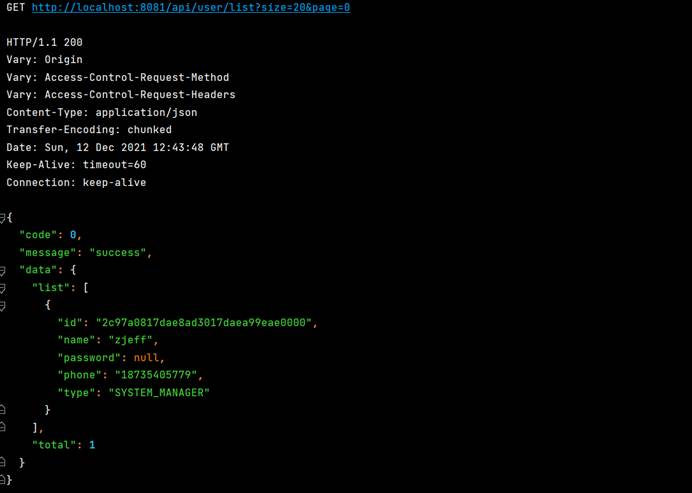 GET http://localhost:8081/api/user/list?size=20&page=0
HTTP/1.1 200
Vary: Origin
Vary: Access-Control-Request-Method
Vary: Access-Control-Request-Headers
Content-Type: application/json
Transfer-Encoding: chunked
Date: Sun, 12 Dec 2021 12:43:48 GMT
Keep-Alive: timeout=60
Connection: keep-alive
{
"code": 0,
"message": "success",
"data": {
"list": [
{
"id": "2c97a0817dae8ad3017daea99eae0000",
"name": "zjeff",
"password": null,
"phone": "18735405779",
"type": "SYSTEM_MANAGER"
}
],
"total": 1
}
}